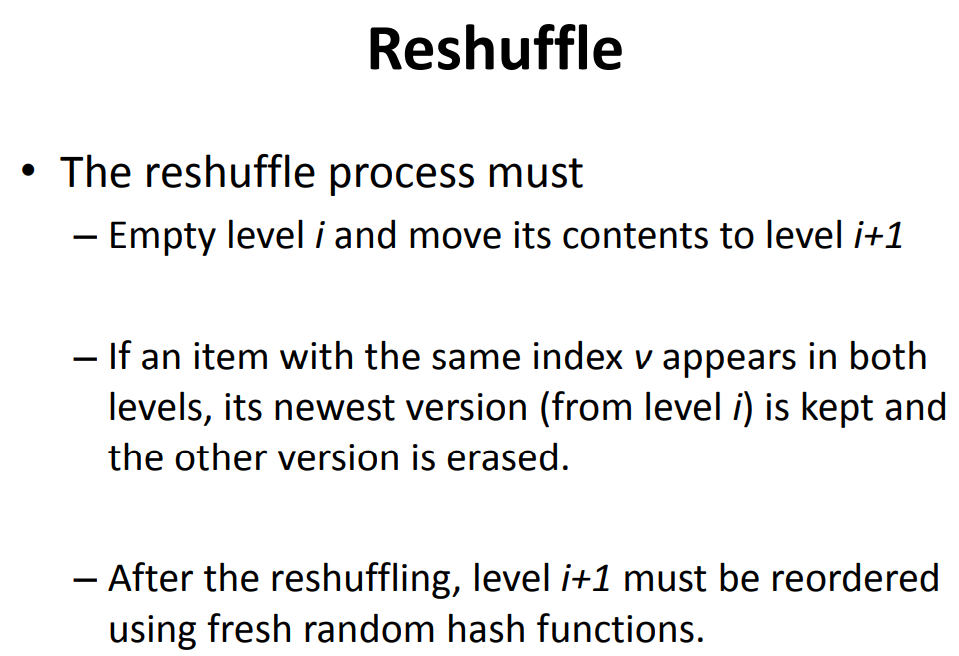 Reshuffle
• The reshuffle process must
– Empty level i and move its contents to level i+1
– If an item with the same index v appears in both
levels, its newest version (from level i) is kept and
the other version is erased.
– After the reshuffling, level i+1 must be reordered
using fresh random hash functions.